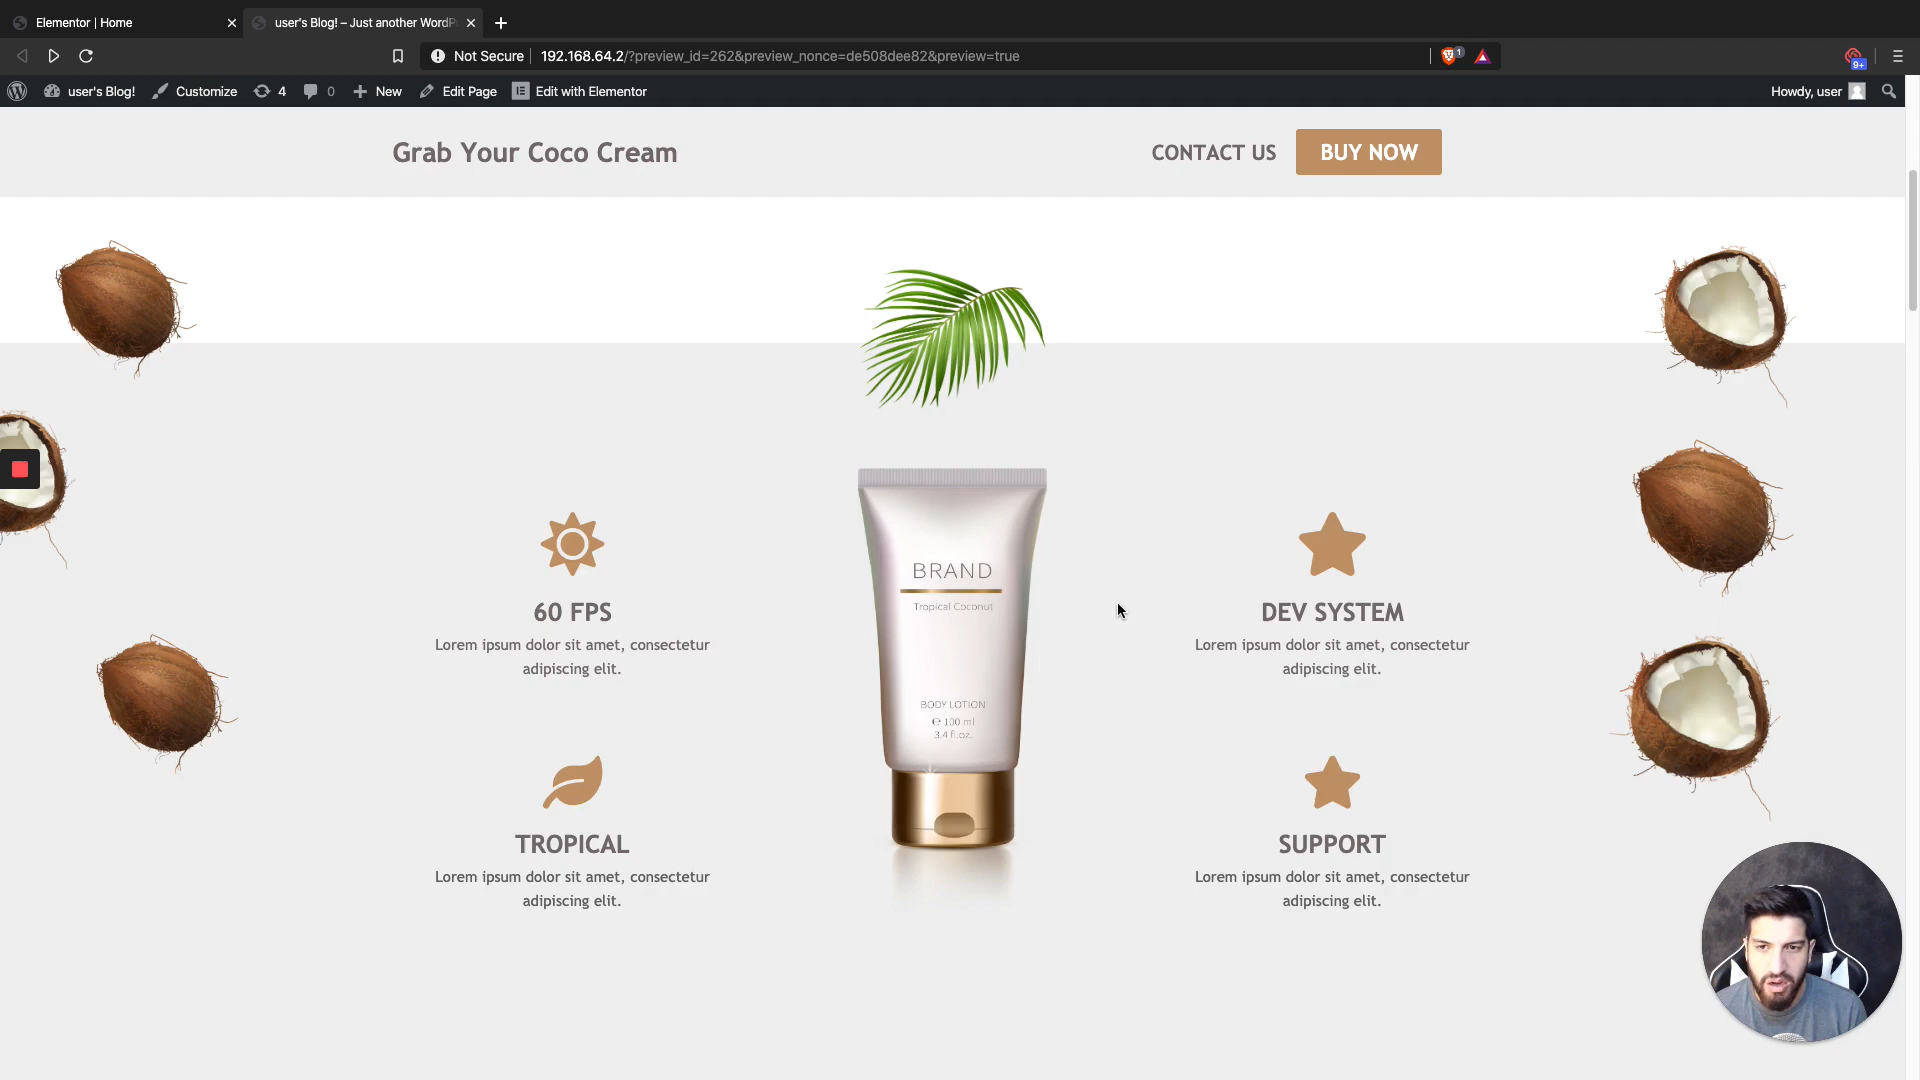 Elementor | Home
user's Blog! – Just another WordP
Not Secure
192.168.64.2/?preview_id=262&preview_nonce=de508dee82&preview=true
1
9+
user's Blog!
Customize
4
0
New
Edit Page
Edit with Elementor
Howdy, user
Grab Your Coco Cream
CONTACT US
BUY NOW
BRAND
Tropical Coconut
BODY LOTION
℮ 100 ml
3.4 fl.oz.
60 FPS
Lorem ipsum dolor sit amet, consectetur
adipiscing elit.
DEV SYSTEM
Lorem ipsum dolor sit amet, consectetur
adipiscing elit.
TROPICAL
Lorem ipsum dolor sit amet, consectetur
adipiscing elit.
SUPPORT
Lorem ipsum dolor sit amet, consectetur
adipiscing elit.